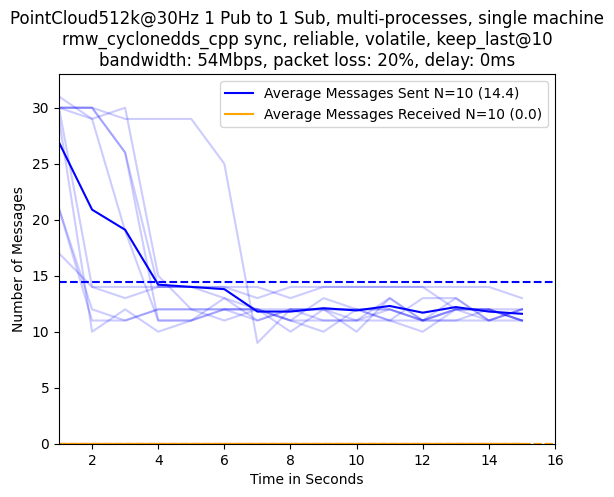 PointCloud512k@30Hz 1 Pub to 1 Sub, multi-processes, single machine
rmw_cyclonedds_cpp sync, reliable, volatile, keep_last@10
bandwidth: 54Mbps, packet loss: 20%, delay: 0ms
Average Messages Sent N=10 (14.4)
Average Messages Received N=10 (0.0)
Number of Messages
30
25
20
15
10
5
0
2 4 6 8 10 12 14 16
Time in Seconds